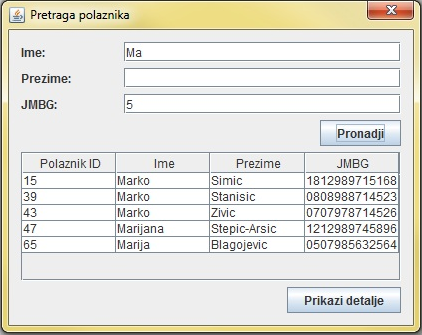 Pretraga polaznika
Ime: Ma
Prezime:
JMBG: 5
Pronadji
Polaznik ID Ime Prezime JMBG
15 Marko Simic 1812989715168
39 Marko Stanisic 0808988714523
43 Marko Zivic 0707978714526
47 Marijana Stepic-Arsic 1212989745896
65 Marija Blagojevic 0507985632564
Prikazi detalje